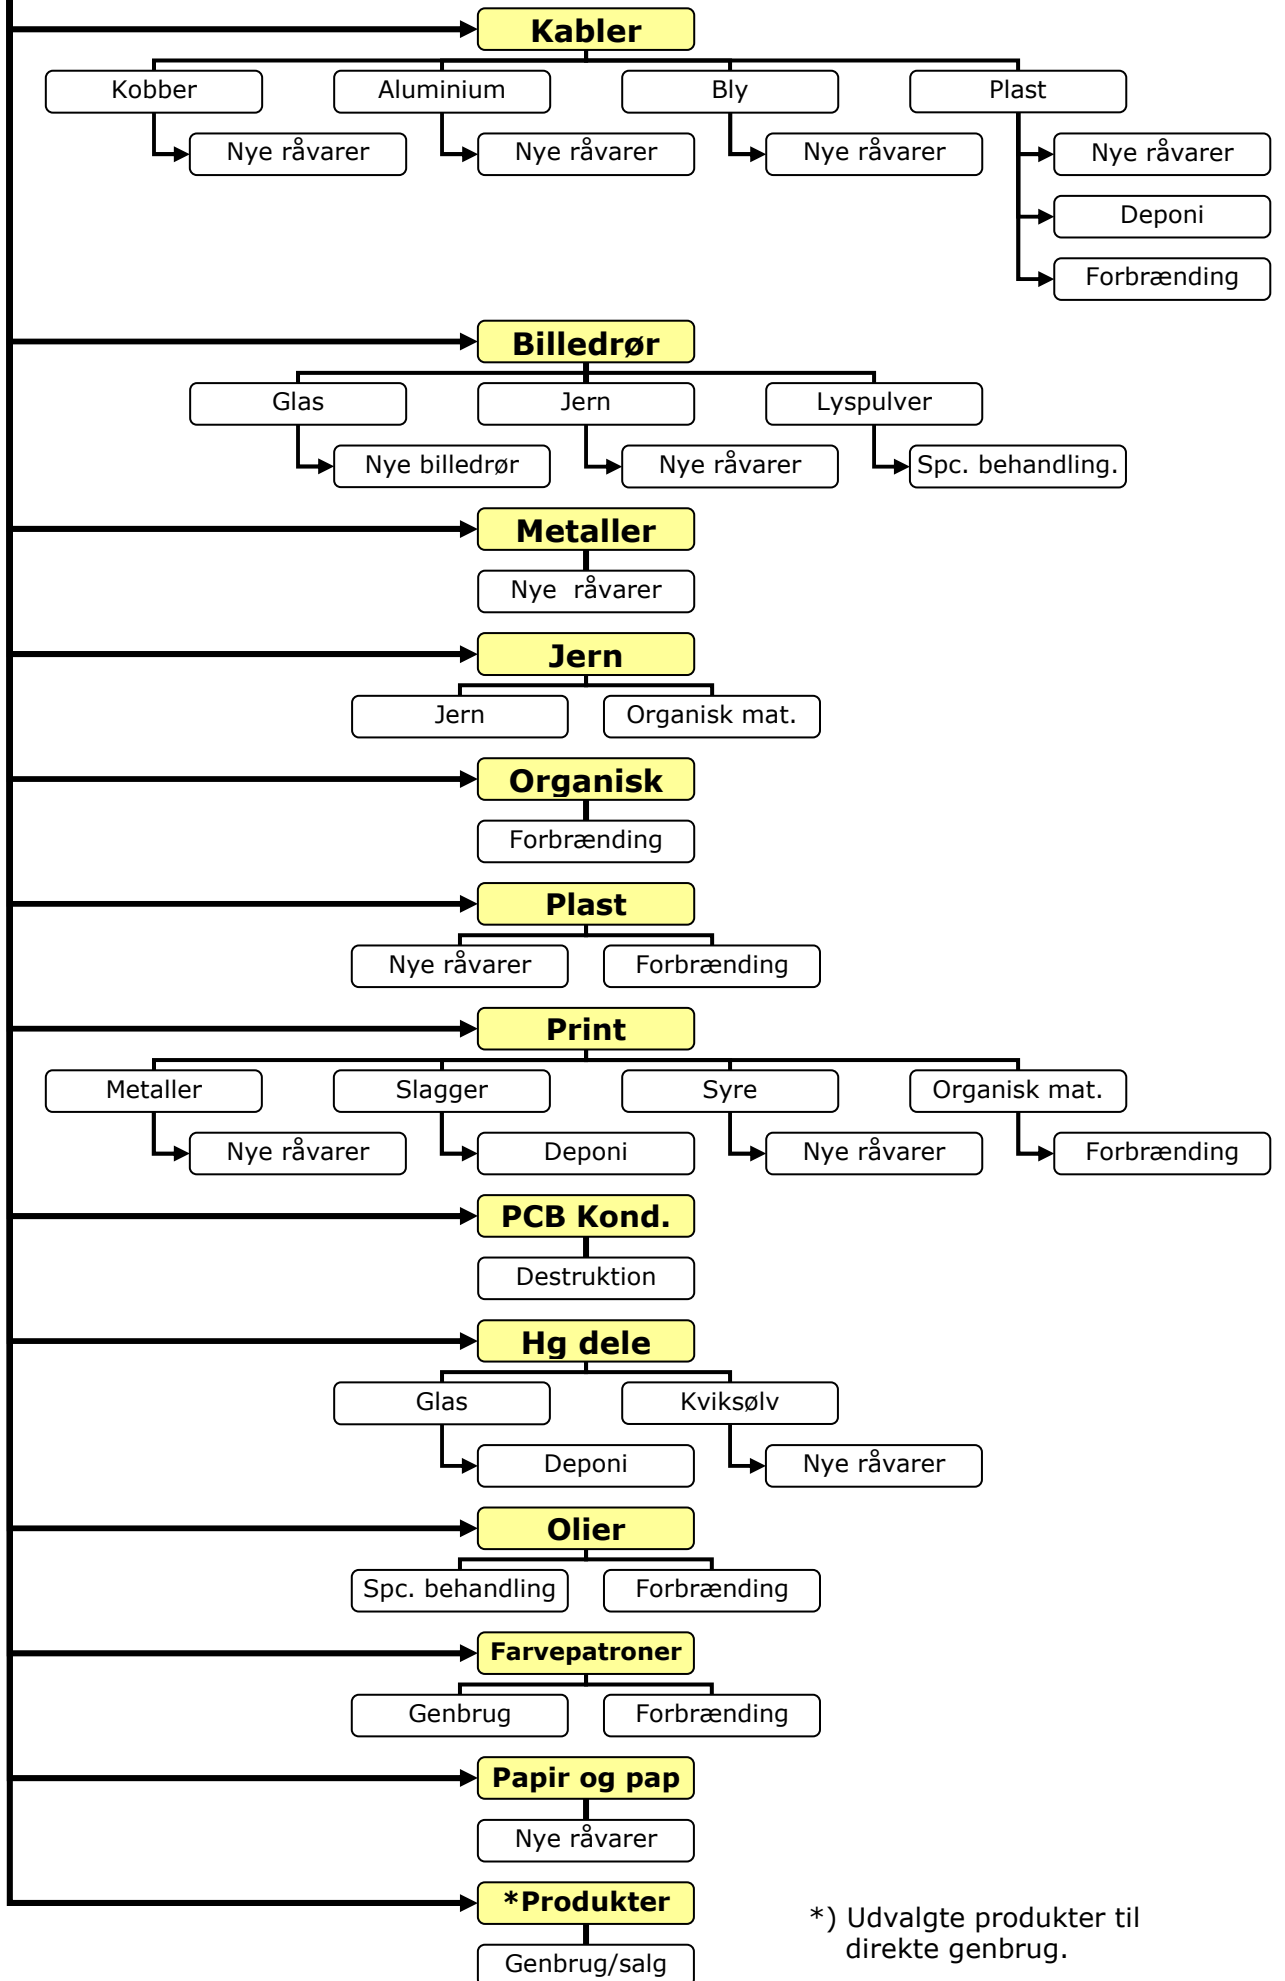 Kabler
Kobber
Aluminium
Bly
Plast
Nye råvarer
Nye råvarer
Nye råvarer
Nye råvarer
Deponi
Forbrænding
Billedrør
Glas
Jern
Lyspulver
Nye billedrør
Nye råvarer
Spc. behandling.
Metaller
Nye  råvarer
Jern
Jern
Organisk mat.
Organisk
Forbrænding
Plast
Nye råvarer
Forbrænding
Print
Metaller
Slagger
Syre
Organisk mat.
Nye råvarer
Deponi
Nye råvarer
Forbrænding
PCB Kond.
Destruktion
Hg dele
Glas
Kviksølv
Deponi
Nye råvarer
Olier
Spc. behandling
Forbrænding
Farvepatroner
Genbrug
Forbrænding
Papir og pap
Nye råvarer
*Produkter
Genbrug/salg
*) Udvalgte produkter til
direkte genbrug.